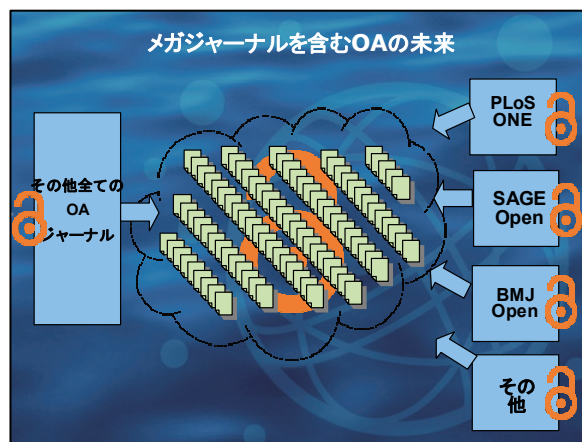 メガジャーナルを含むOAの未来
その他全ての
OA
ジャーナル
PLoS
ONE
SAGE
Open
BMJ
Open
その
他